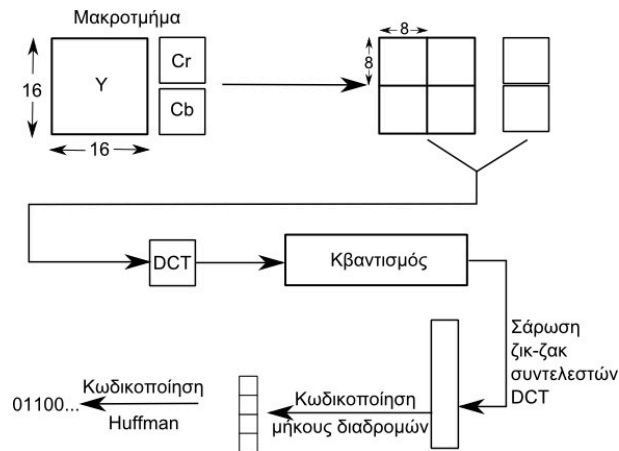 Μακροτμήμα
16
Y
16
Cr
Cb
8
8
DCT
Κβαντισμός
Σάρωση
ζικ-ζακ
συντελεστών
DCT
Κωδικοποίηση
μήκους διαδρομών
Κωδικοποίηση
Huffman
01100...